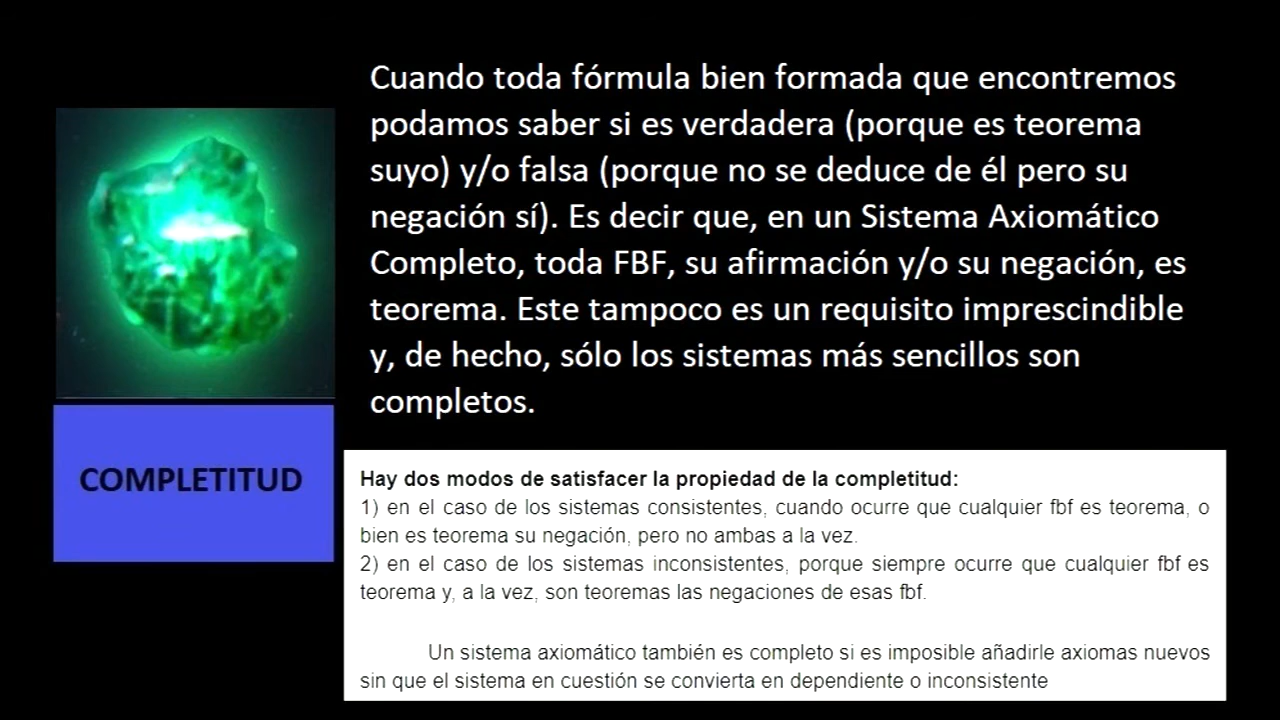 Cuando toda fórmula bien formada que encontremos
podamos saber si es verdadera (porque es teorema
suyo) y/o falsa (porque no se deduce de él pero su
negación sí). Es decir que, en un Sistema Axiomático
Completo, toda FBF, su afirmación y/o su negación, es
teorema. Este tampoco es un requisito imprescindible
y, de hecho, sólo los sistemas más sencillos son
completos.
COMPLETITUD
Hay dos modos de satisfacer la propiedad de la completitud:
1) en el caso de los sistemas consistentes, cuando ocurre que cualquier fbf es teorema, o
bien es teorema su negación, pero no ambas a la vez.
2) en el caso de los sistemas inconsistentes, porque siempre ocurre que cualquier fbf es
teorema y, a la vez, son teoremas las negaciones de esas fbf.
Un sistema axiomático también es completo si es imposible añadirle axiomas nuevos
sin que el sistema en cuestión se convierta en dependiente o inconsistente